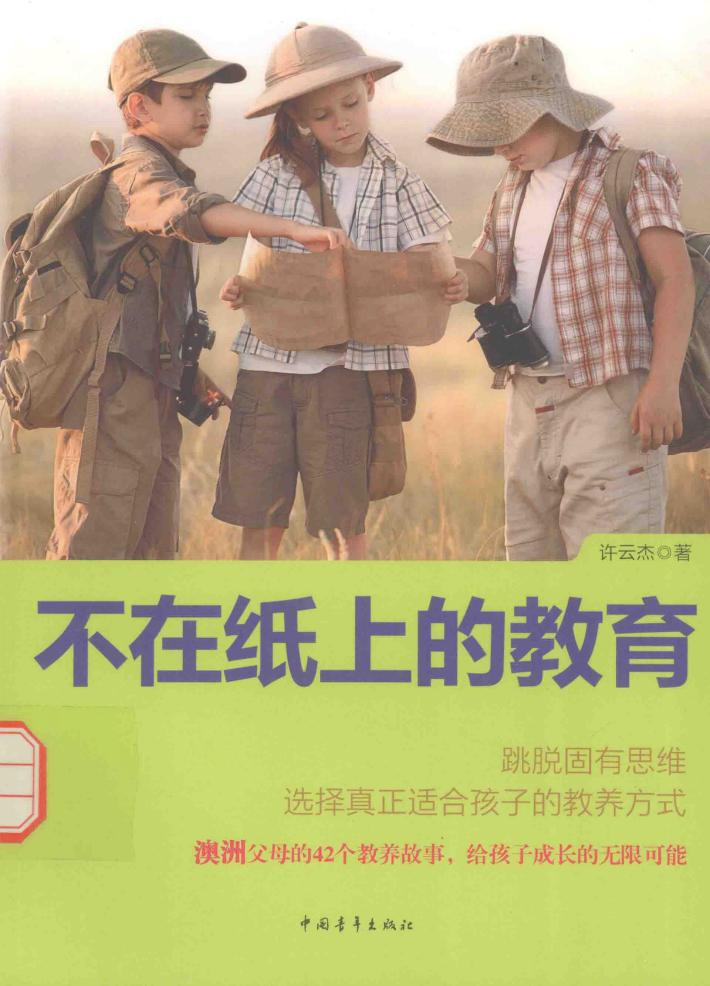 许云杰◎著
不在纸上的教育
跳脱固有思维
选择真正适合孩子的教养方式
澳洲父母的42个教养故事，给孩子成长的无限可能
中国青年出版社